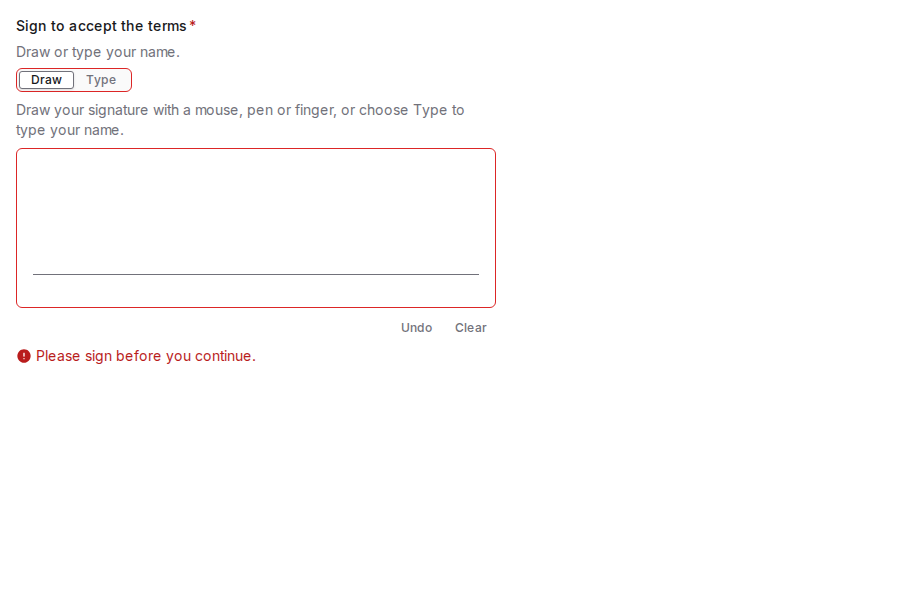 Sign to accept the terms *
Draw or type your name.
Draw Type
Draw your signature with a mouse, pen or finger, or choose Type to
type your name.
Undo Clear
Please sign before you continue.